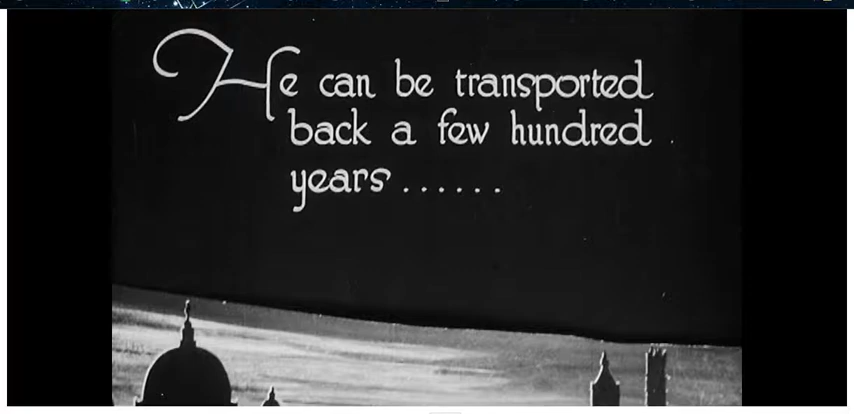 He can be transported
back a few hundred
years......